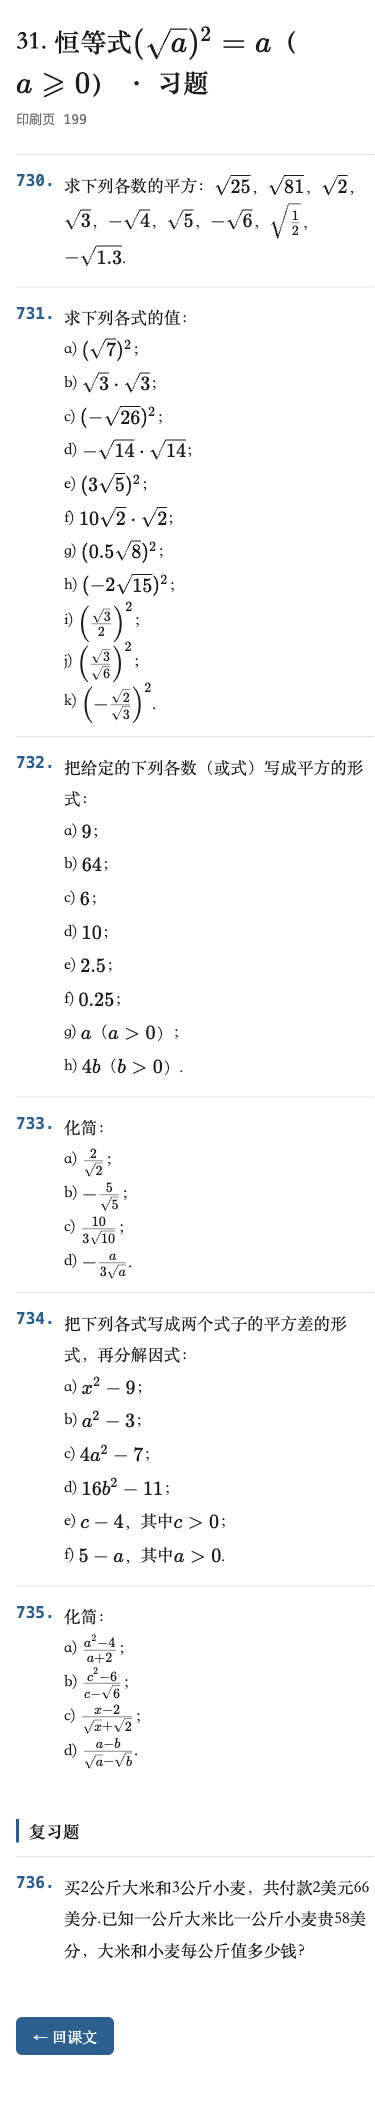 31. 恒等式(√a)² = a（
a ⩾ 0） · 习题
印刷页 199
730. 求下列各数的平方：√25，√81，√2，
√3，−√4，√5，−√6，√(1/2)，
−√1.3.
731. 求下列各式的值：
a) (√7)²；
b) √3 · √3；
c) (−√26)²；
d) −√14 · √14；
e) (3√5)²；
f) 10√2 · √2；
g) (0.5√8)²；
h) (−2√15)²；
i) (√3/2)²；
j) (√3/√6)²；
k) (−√2/√3)².
732. 把给定的下列各数（或式）写成平方的形
式：
a) 9；
b) 64；
c) 6；
d) 10；
e) 2.5；
f) 0.25；
g) a（a > 0）；
h) 4b（b > 0）.
733. 化简：
a) 2/√2；
b) −5/√5；
c) 10/(3√10)；
d) −a/(3√a).
734. 把下列各式写成两个式子的平方差的形
式，再分解因式：
a) x² − 9；
b) a² − 3；
c) 4a² − 7；
d) 16b² − 11；
e) c − 4，其中c > 0；
f) 5 − a，其中a > 0.
735. 化简：
a) (a²−4)/(a+2)；
b) (c²−6)/(c−√6)；
c) (x−2)/(√x+√2)；
d) (a−b)/(√a−√b).
复习题
736. 买2公斤大米和3公斤小麦，共付款2美元66
美分.已知一公斤大米比一公斤小麦贵58美
分，大米和小麦每公斤值多少钱？
← 回课文